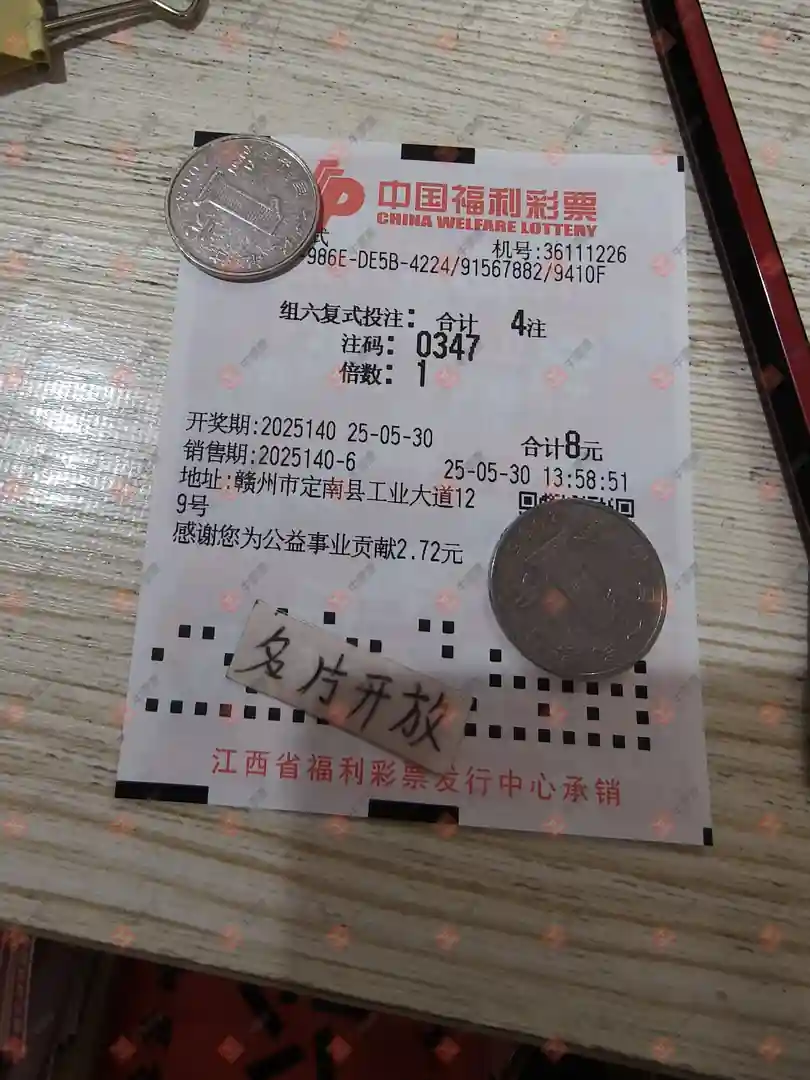 中国福利彩票
CHINA WELFARE LOTTERY
式 机号:36111226
-986E-DE5B-4224/91567882/9410F
组六复式投注: 合计 4注
注码: 0347
倍数: 1
开奖期:2025140 25-05-30 合计8元
销售期:2025140-6 25-05-30 13:58:51
地址:赣州市定南县工业大道12
9号
感谢您为公益事业贡献2.72元
名片开放
江西省福利彩票发行中心承销